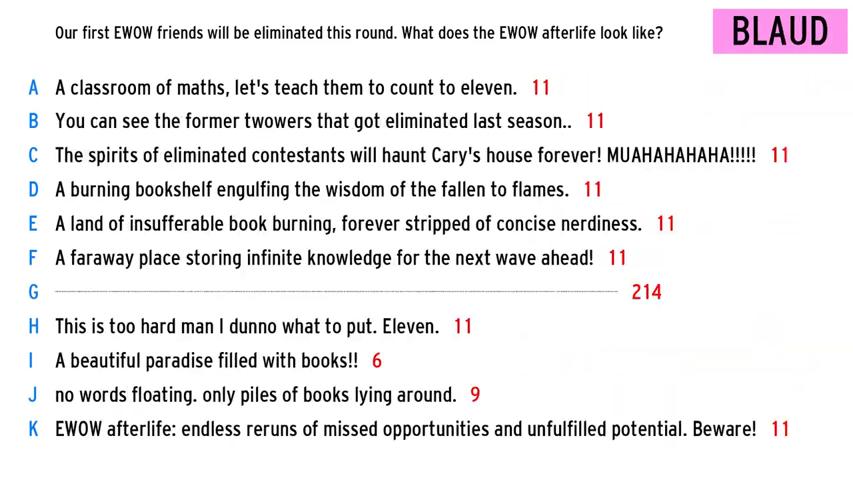 Our first EWOW friends will be eliminated this round. What does the EWOW afterlife look like?
BLAUD
A A classroom of maths, let's teach them to count to eleven. 11
B You can see the former twowers that got eliminated last season.. 11
C The spirits of eliminated contestants will haunt Cary's house forever! MUAHAHAHAHA!!!!! 11
D A burning bookshelf engulfing the wisdom of the fallen to flames. 11
E A land of insufferable book burning, forever stripped of concise nerdiness. 11
F A faraway place storing infinite knowledge for the next wave ahead! 11
G 214
H This is too hard man I dunno what to put. Eleven. 11
I A beautiful paradise filled with books!! 6
J no words floating. only piles of books lying around. 9
K EWOW afterlife: endless reruns of missed opportunities and unfulfilled potential. Beware! 11